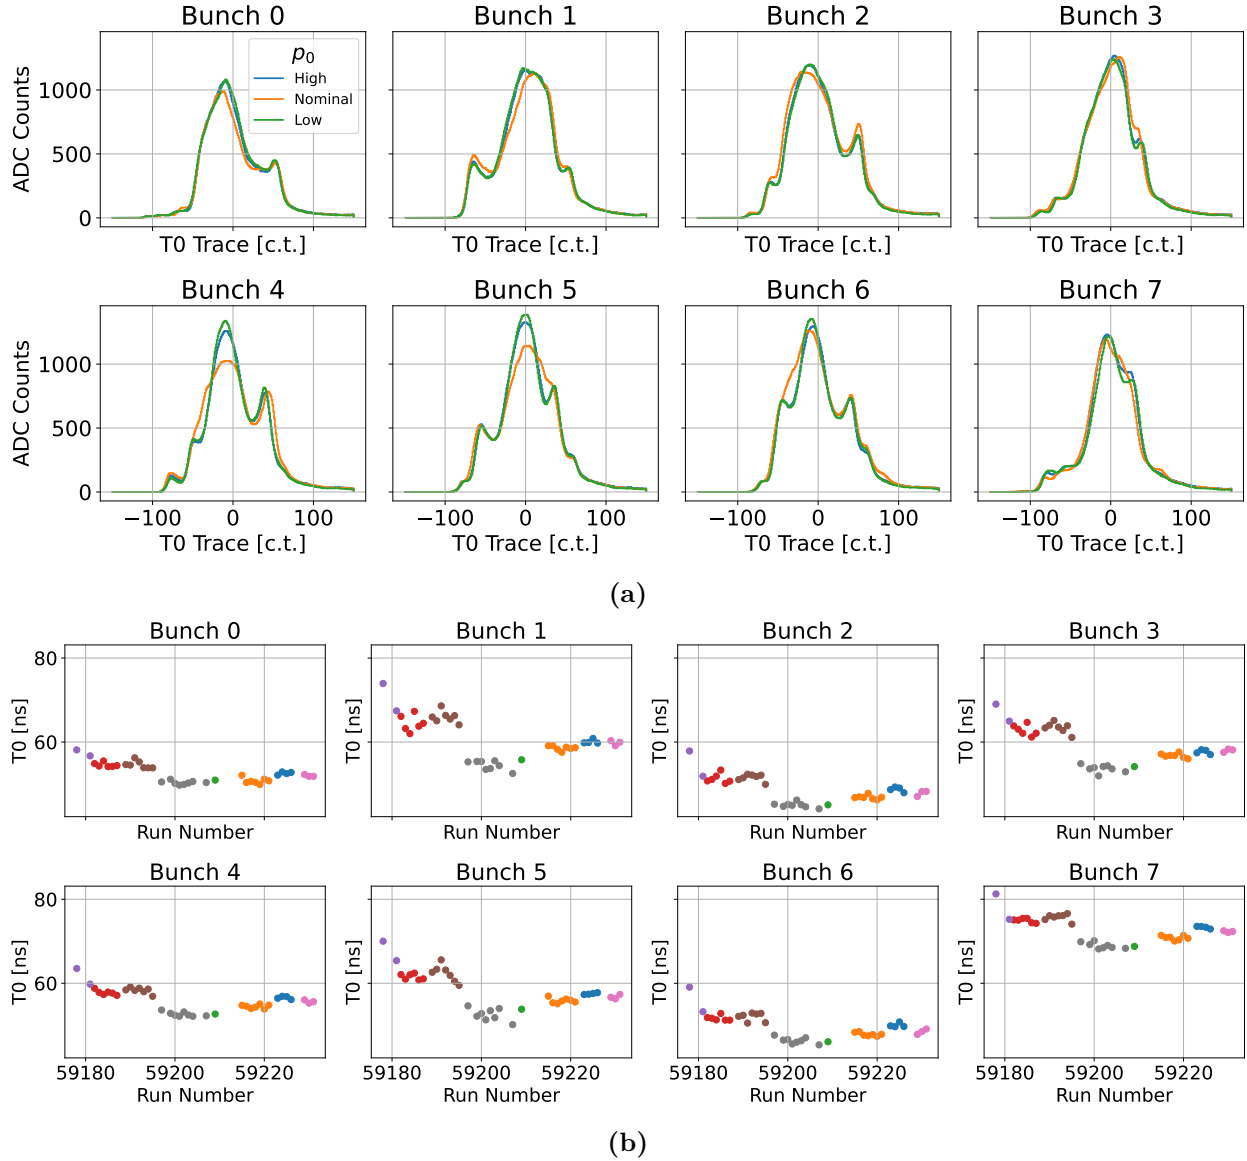 Bunch 0 Bunch 1 Bunch 2 Bunch 3
ADC Counts
1000
500
0
p0
High
Nominal
Low
T0 Trace [c.t.] T0 Trace [c.t.] T0 Trace [c.t.] T0 Trace [c.t.]
Bunch 4 Bunch 5 Bunch 6 Bunch 7
ADC Counts
1000
500
0
−100 0 100 −100 0 100 −100 0 100 −100 0 100
T0 Trace [c.t.] T0 Trace [c.t.] T0 Trace [c.t.] T0 Trace [c.t.]
(a)
Bunch 0 Bunch 1 Bunch 2 Bunch 3
T0 [ns] T0 [ns] T0 [ns] T0 [ns]
80
60
Run Number Run Number Run Number Run Number
Bunch 4 Bunch 5 Bunch 6 Bunch 7
T0 [ns] T0 [ns] T0 [ns] T0 [ns]
80
60
59180 59200 59220 59180 59200 59220 59180 59200 59220 59180 59200 59220
Run Number Run Number Run Number Run Number
(b)